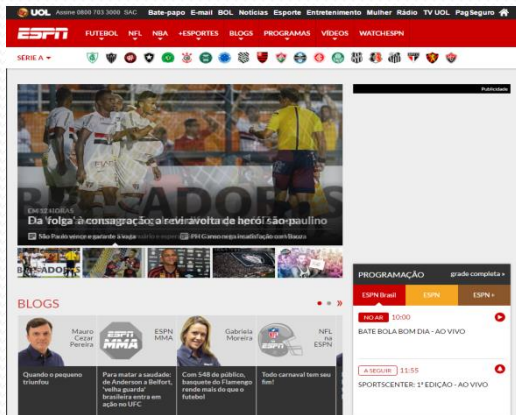 UOL Assine 0800 703 3000 SAC Bate-papo E-mail BOL Notícias Esporte Entretenimento Mulher Rádio TV UOL PagSeguro
ESPN FUTEBOL NFL NBA +ESPORTES BLOGS PROGRAMAS VÍDEOS WATCHESPN
SÉRIE A
Publicidade
EM 52 HORAS
Da 'folga' à consagração: a reviravolta de herói são-paulino
São Paulo vence e garante a vaga
PH Ganso nega insatisfação com Bauza
PROGRAMAÇÃO grade completa »
ESPN Brasil ESPN ESPN +
NO AR 10:00
BATE BOLA BOM DIA - AO VIVO
A SEGUIR 11:55
SPORTSCENTER: 1ª EDIÇÃO - AO VIVO
BLOGS »
Mauro Cezar Pereira
Quando o pequeno triunfou
ESPN MMA
ESPN MMA
Para matar a saudade: de Anderson a Belfort, 'velha guarda' brasileira entra em ação no UFC
Gabriela Moreira
Com 548 de público, basquete do Flamengo rende mais do que o futebol
NFL na ESPN
Todo carnaval tem seu fim!